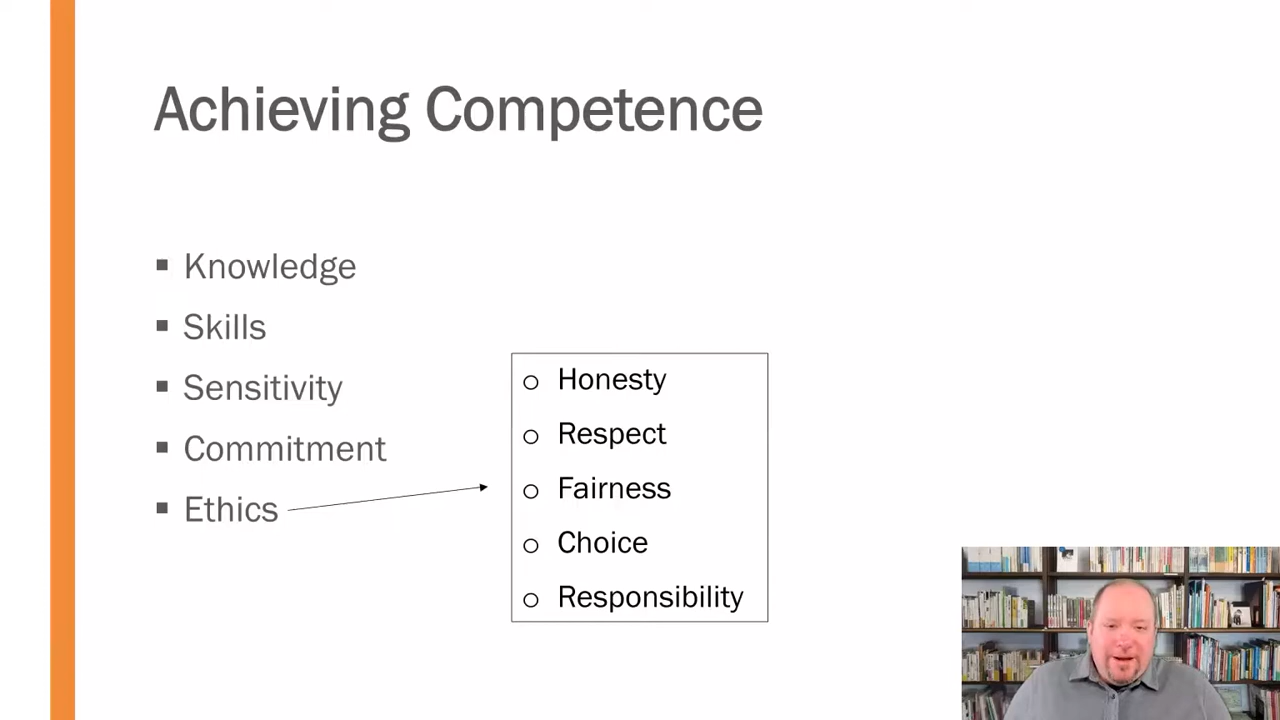 Achieving Competence
Knowledge
Skills
Sensitivity
Commitment
Ethics
Honesty
Respect
Fairness
Choice
Responsibility